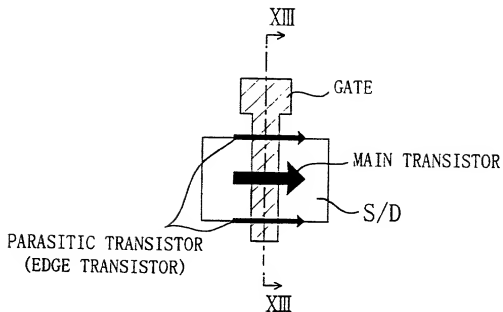 XIII
GATE
MAIN TRANSISTOR
S/D
PARASITIC TRANSISTOR
(EDGE TRANSISTOR)
XIII